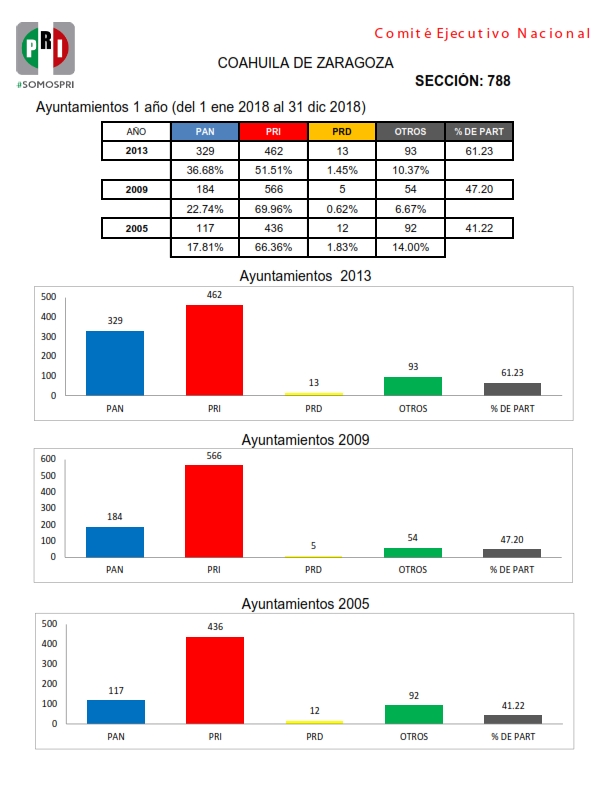 PRI
#SOMOSPRI
Comité Ejecutivo Nacional
COAHUILA DE ZARAGOZA
SECCIÓN: 788
Ayuntamientos 1 año (del 1 ene 2018 al 31 dic 2018)
AÑO PAN PRI PRD OTROS % DE PART
2013 329 462 13 93 61.23
36.68% 51.51% 1.45% 10.37%
2009 184 566 5 54 47.20
22.74% 69.96% 0.62% 6.67%
2005 117 436 12 92 41.22
17.81% 66.36% 1.83% 14.00%
Ayuntamientos 2013
500
400
300
200
100
0
329 462 13 93 61.23
PAN PRI PRD OTROS % DE PART
Ayuntamientos 2009
600
500
400
300
200
100
0
184 566 5 54 47.20
PAN PRI PRD OTROS % DE PART
Ayuntamientos 2005
500
400
300
200
100
0
117 436 12 92 41.22
PAN PRI PRD OTROS % DE PART